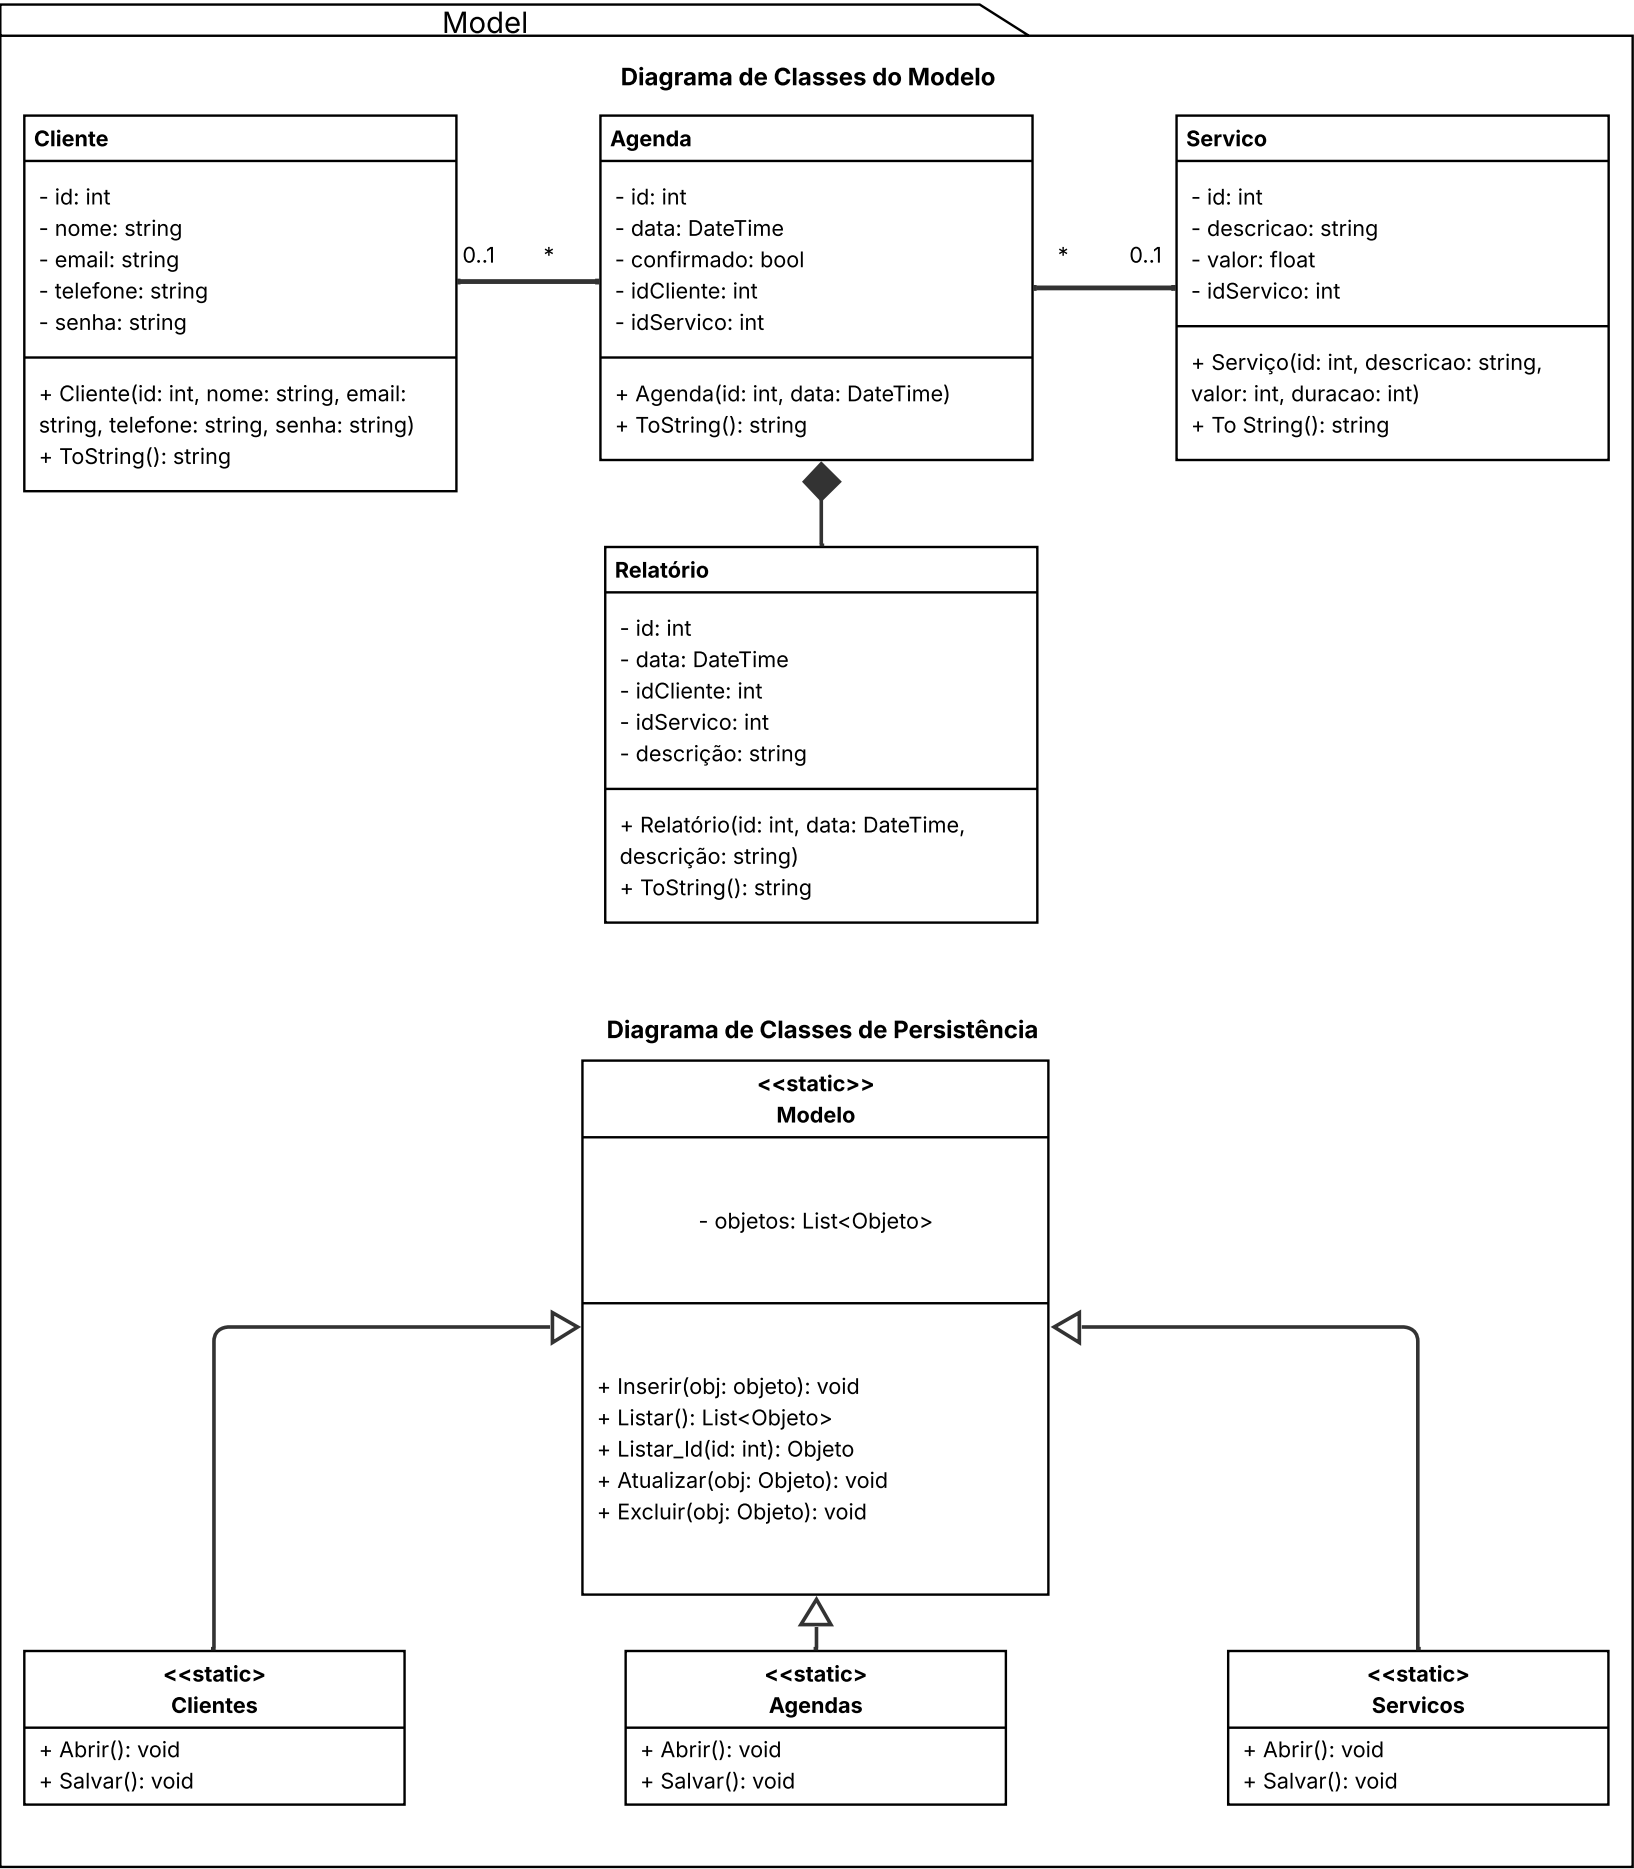 Model
Diagrama de Classes do Modelo
Cliente
- id: int
- nome: string
- email: string
- telefone: string
- senha: string
+ Cliente(id: int, nome: string, email:
string, telefone: string, senha: string)
+ ToString(): string
0..1 *
Agenda
- id: int
- data: DateTime
- confirmado: bool
- idCliente: int
- idServico: int
+ Agenda(id: int, data: DateTime)
+ ToString(): string
* 0..1
Servico
- id: int
- descricao: string
- valor: float
- idServico: int
+ Serviço(id: int, descricao: string,
valor: int, duracao: int)
+ To String(): string
Relatório
- id: int
- data: DateTime
- idCliente: int
- idServico: int
- descrição: string
+ Relatório(id: int, data: DateTime,
descrição: string)
+ ToString(): string
Diagrama de Classes de Persistência
<<static>>
Modelo
- objetos: List<Objeto>
+ Inserir(obj: objeto): void
+ Listar(): List<Objeto>
+ Listar_Id(id: int): Objeto
+ Atualizar(obj: Objeto): void
+ Excluir(obj: Objeto): void
<<static>
Clientes
+ Abrir(): void
+ Salvar(): void
<<static>
Agendas
+ Abrir(): void
+ Salvar(): void
<<static>
Servicos
+ Abrir(): void
+ Salvar(): void